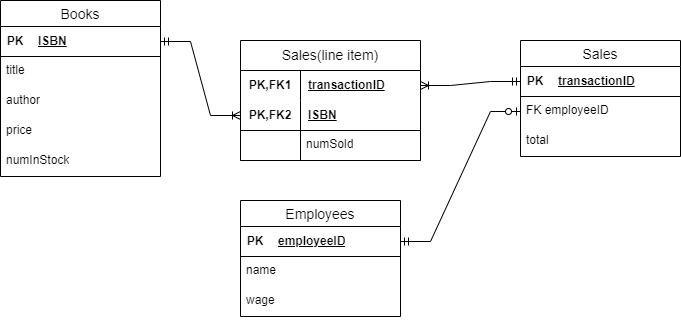 Books
PK ISBN
title
author
price
numInStock
Sales(line item)
PK,FK1 transactionID
PK,FK2 ISBN
numSold
Sales
PK transactionID
FK employeeID
total
Employees
PK employeeID
name
wage